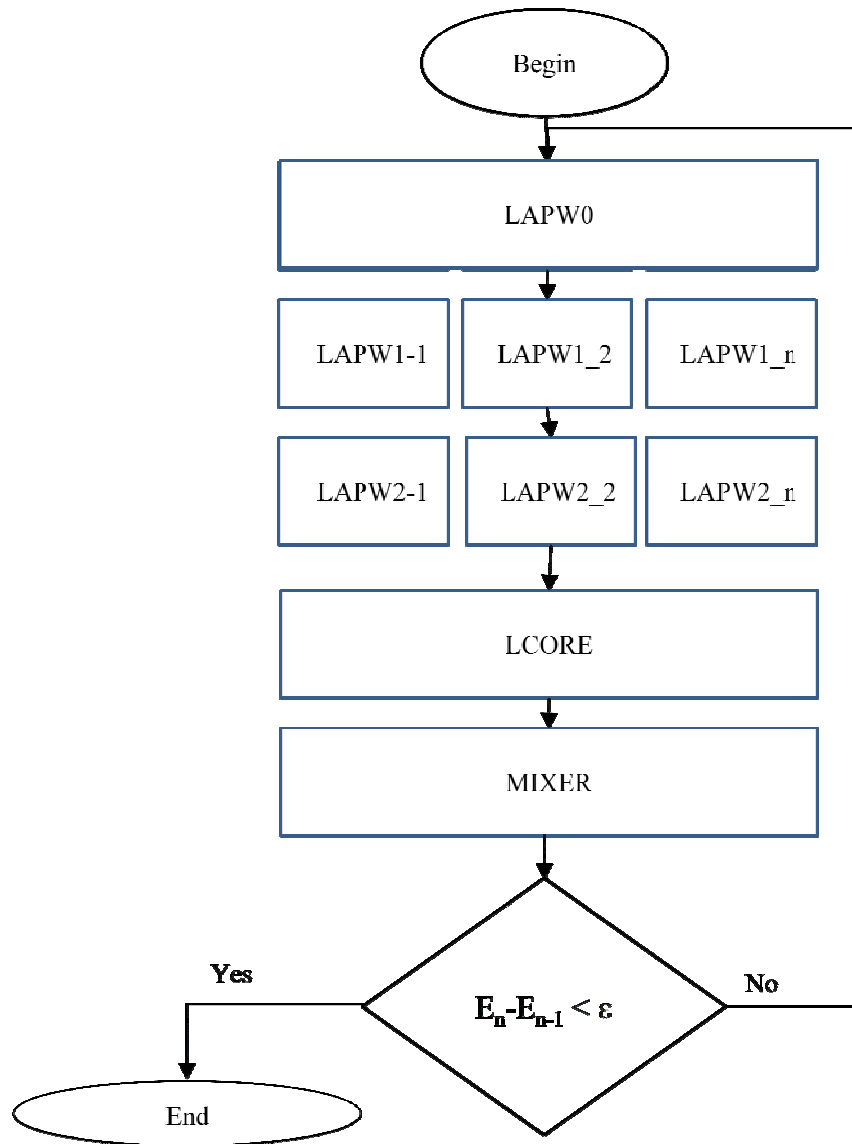 Begin
LAPW0
LAPW1-1 LAPW1_2 LAPW1_n
LAPW2-1 LAPW2_2 LAPW2_n
LCORE
MIXER
Yes
No
Eₙ-Eₙ₋₁ < ε
End